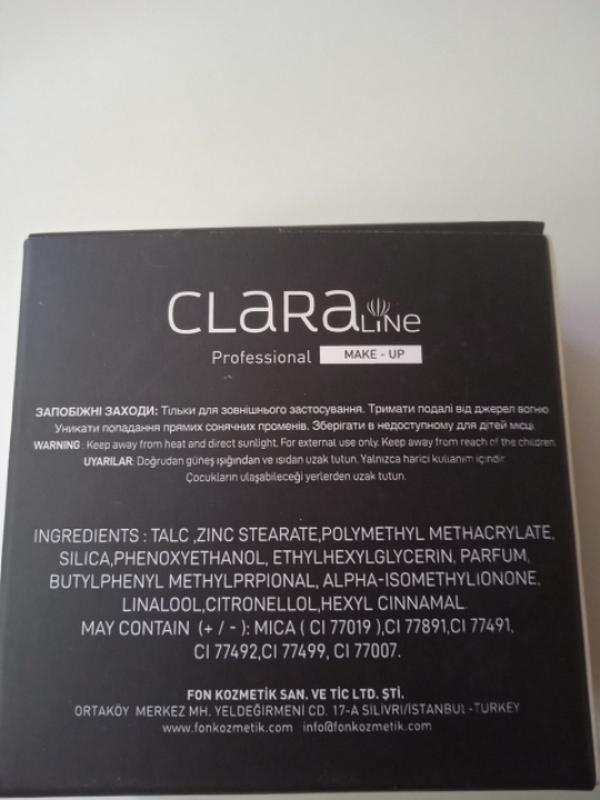 CLARA LINE
Professional MAKE - UP
ЗАПОБІЖНІ ЗАХОДИ: Тільки для зовнішнього застосування. Тримати подалі від джерел вогню
Уникати попадання прямих сонячних променів. Зберігати в недоступному для дітей місці
WARNING : Keep away from heat and direct sunlight. For external use only. Keep away from reach of the children.
UYARILAR: Doğrudan güneş ışığından ve ısıdan uzak tutun. Yalnızca harici kullanım içindir.
Çocukların ulaşabileceği yerlerden uzak tutun.
INGREDIENTS : TALC ,ZINC STEARATE,POLYMETHYL METHACRYLATE,
SILICA,PHENOXYETHANOL, ETHYLHEXYLGLYCERIN, PARFUM,
BUTYLPHENYL METHYLPRPIONAL, ALPHA-ISOMETHYLIONONE,
LINALOOL,CITRONELLOL,HEXYL CINNAMAL.
MAY CONTAIN (+ / - ): MICA ( CI 77019 ),CI 77891,CI 77491,
CI 77492,CI 77499, CI 77007.
FON KOZMETİK SAN. VE TİC LTD. ŞTİ.
ORTAKÖY MERKEZ MH. YELDEĞİRMENİ CD. 17-A SİLİVRİ/İSTANBUL -TURKEY
www.fonkozmetik.com info@fonkozmetik.com